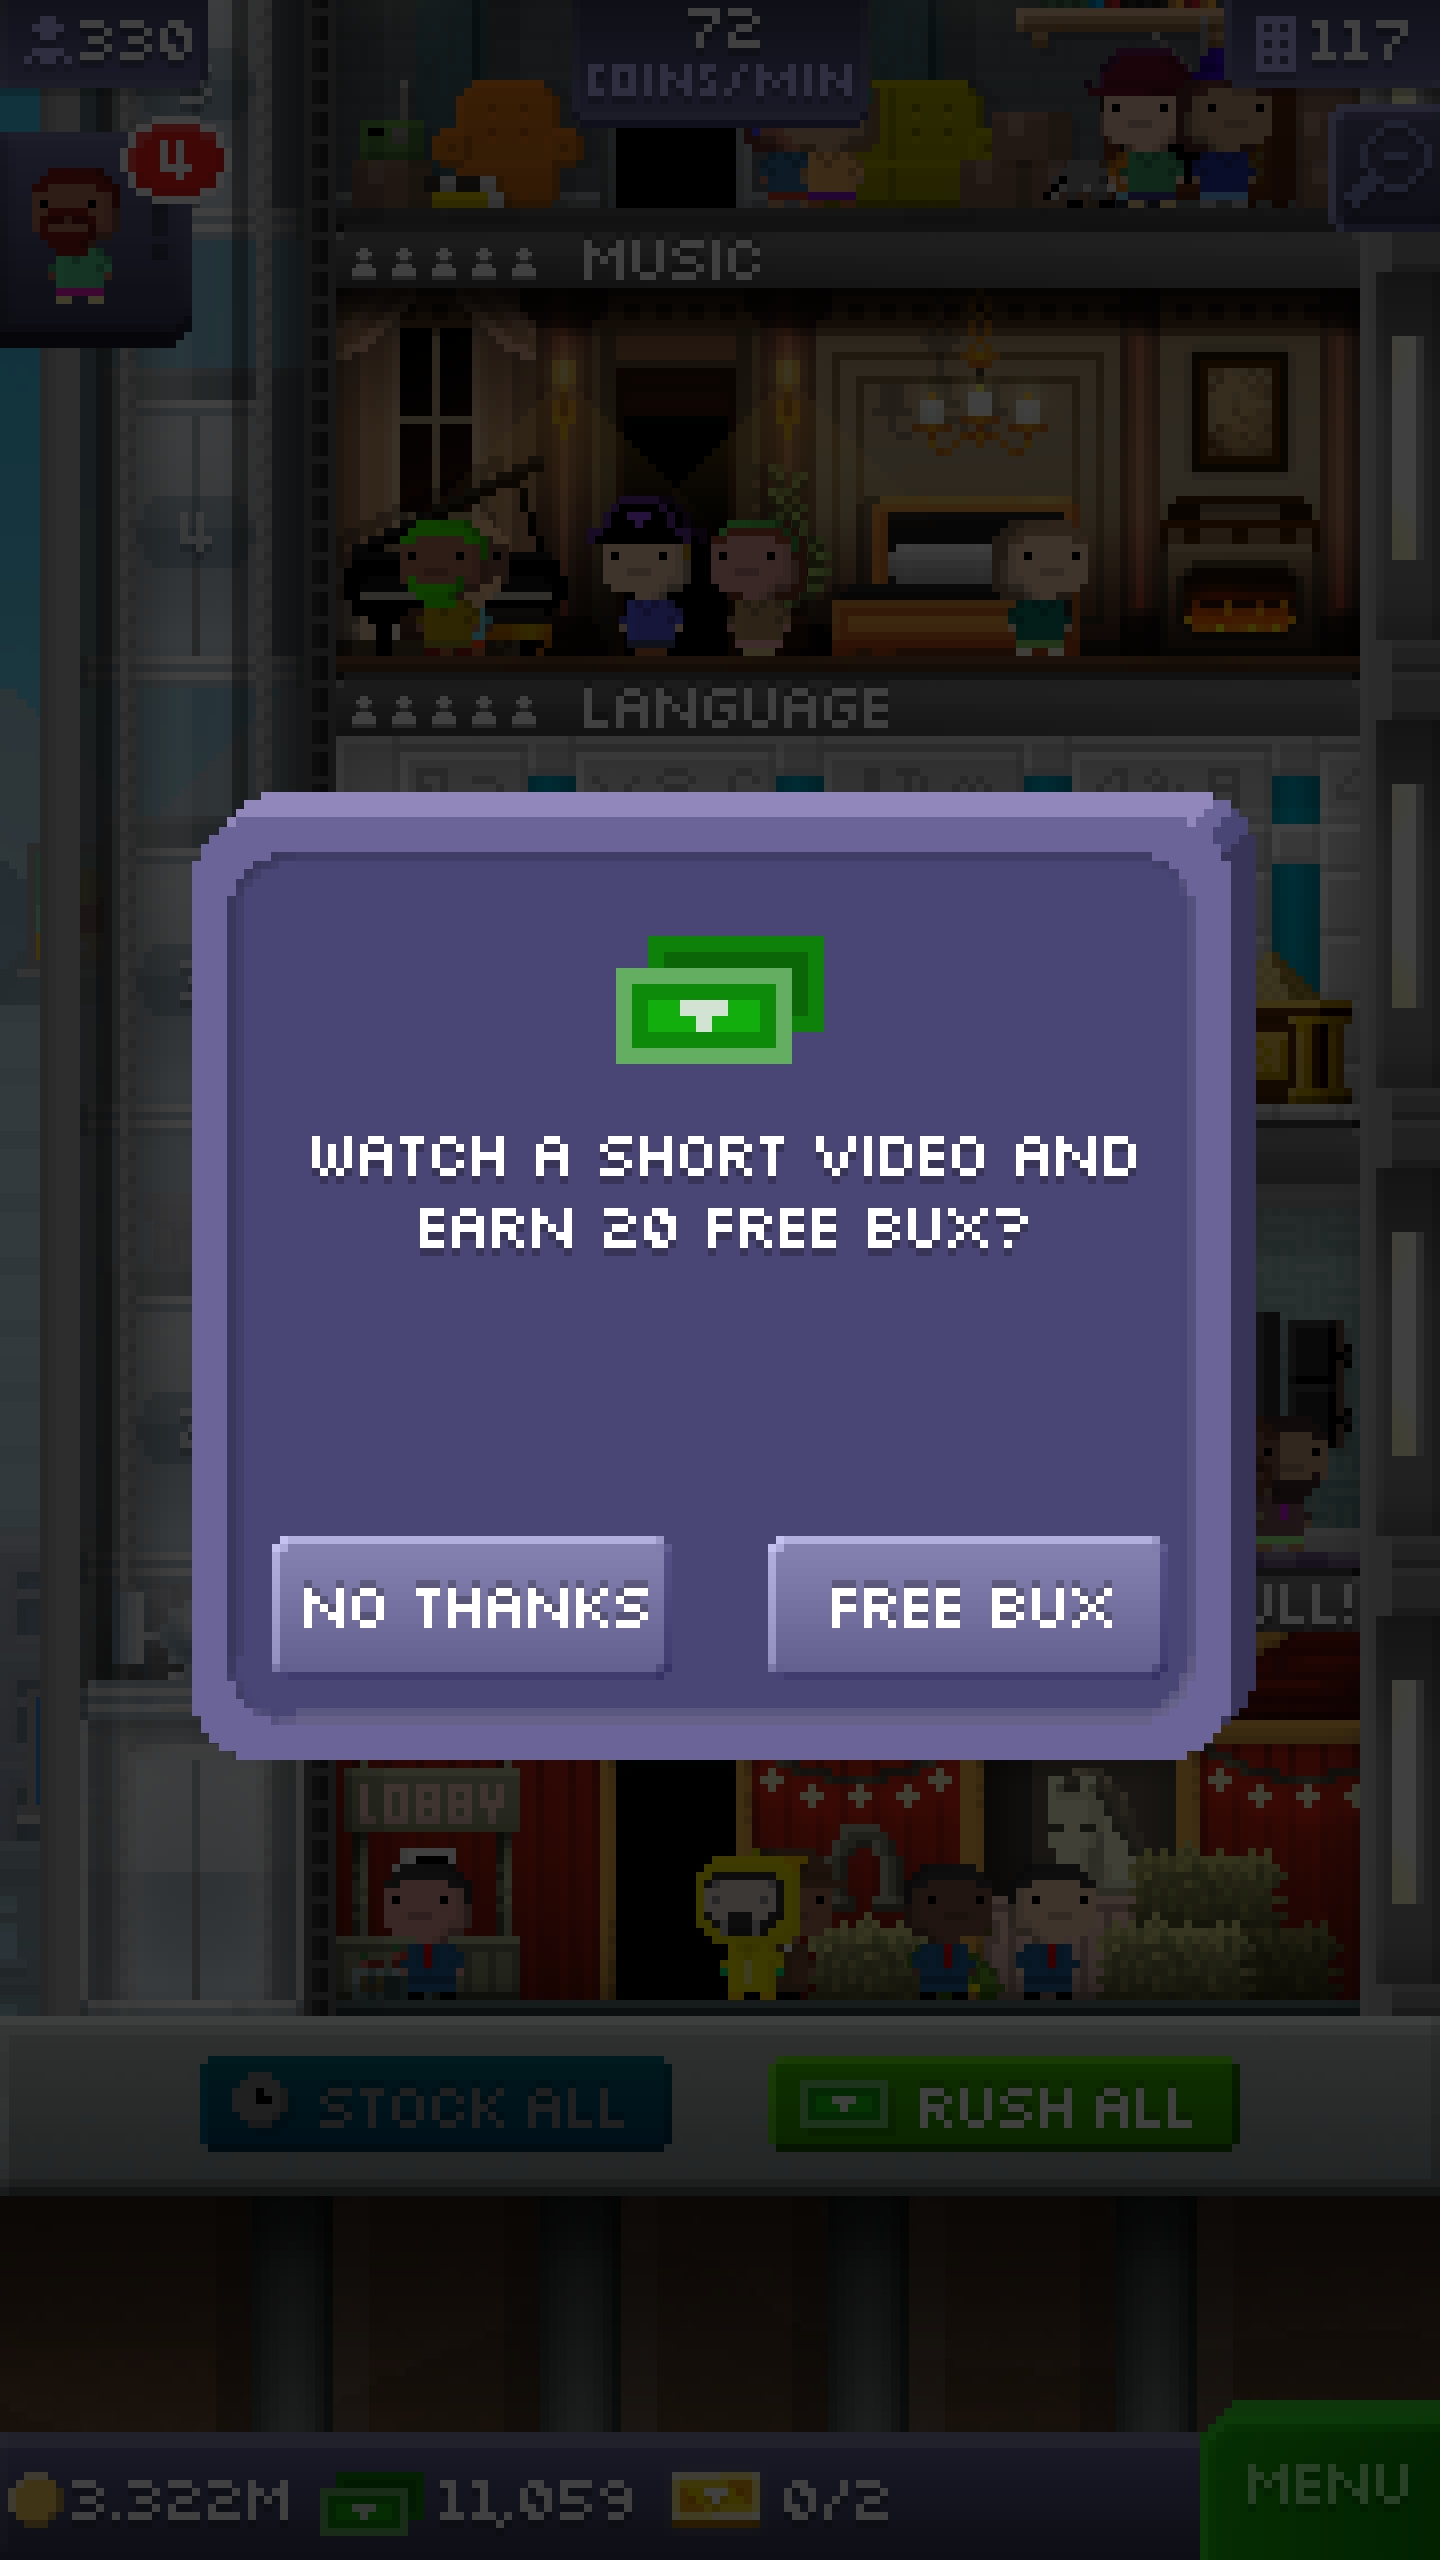 330
72
COINS/MIN
117
4
MUSIC
4
LANGUAGE
WATCH A SHORT VIDEO AND
EARN 20 FREE BUX?
NO THANKS
FREE BUX
LOBBY
STOCK ALL
RUSH ALL
3.322M
11,059
0/2
MENU